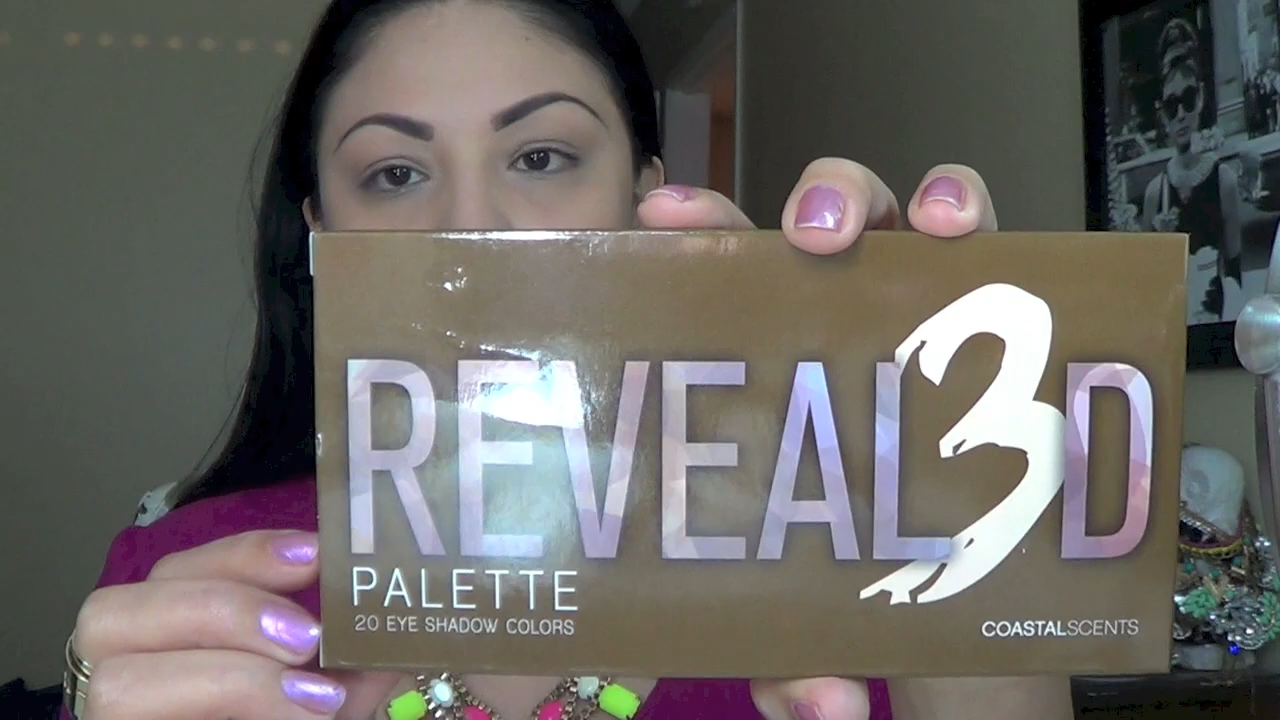 REVEAL3D
PALETTE
20 EYE SHADOW COLORS
COASTALSCENTS